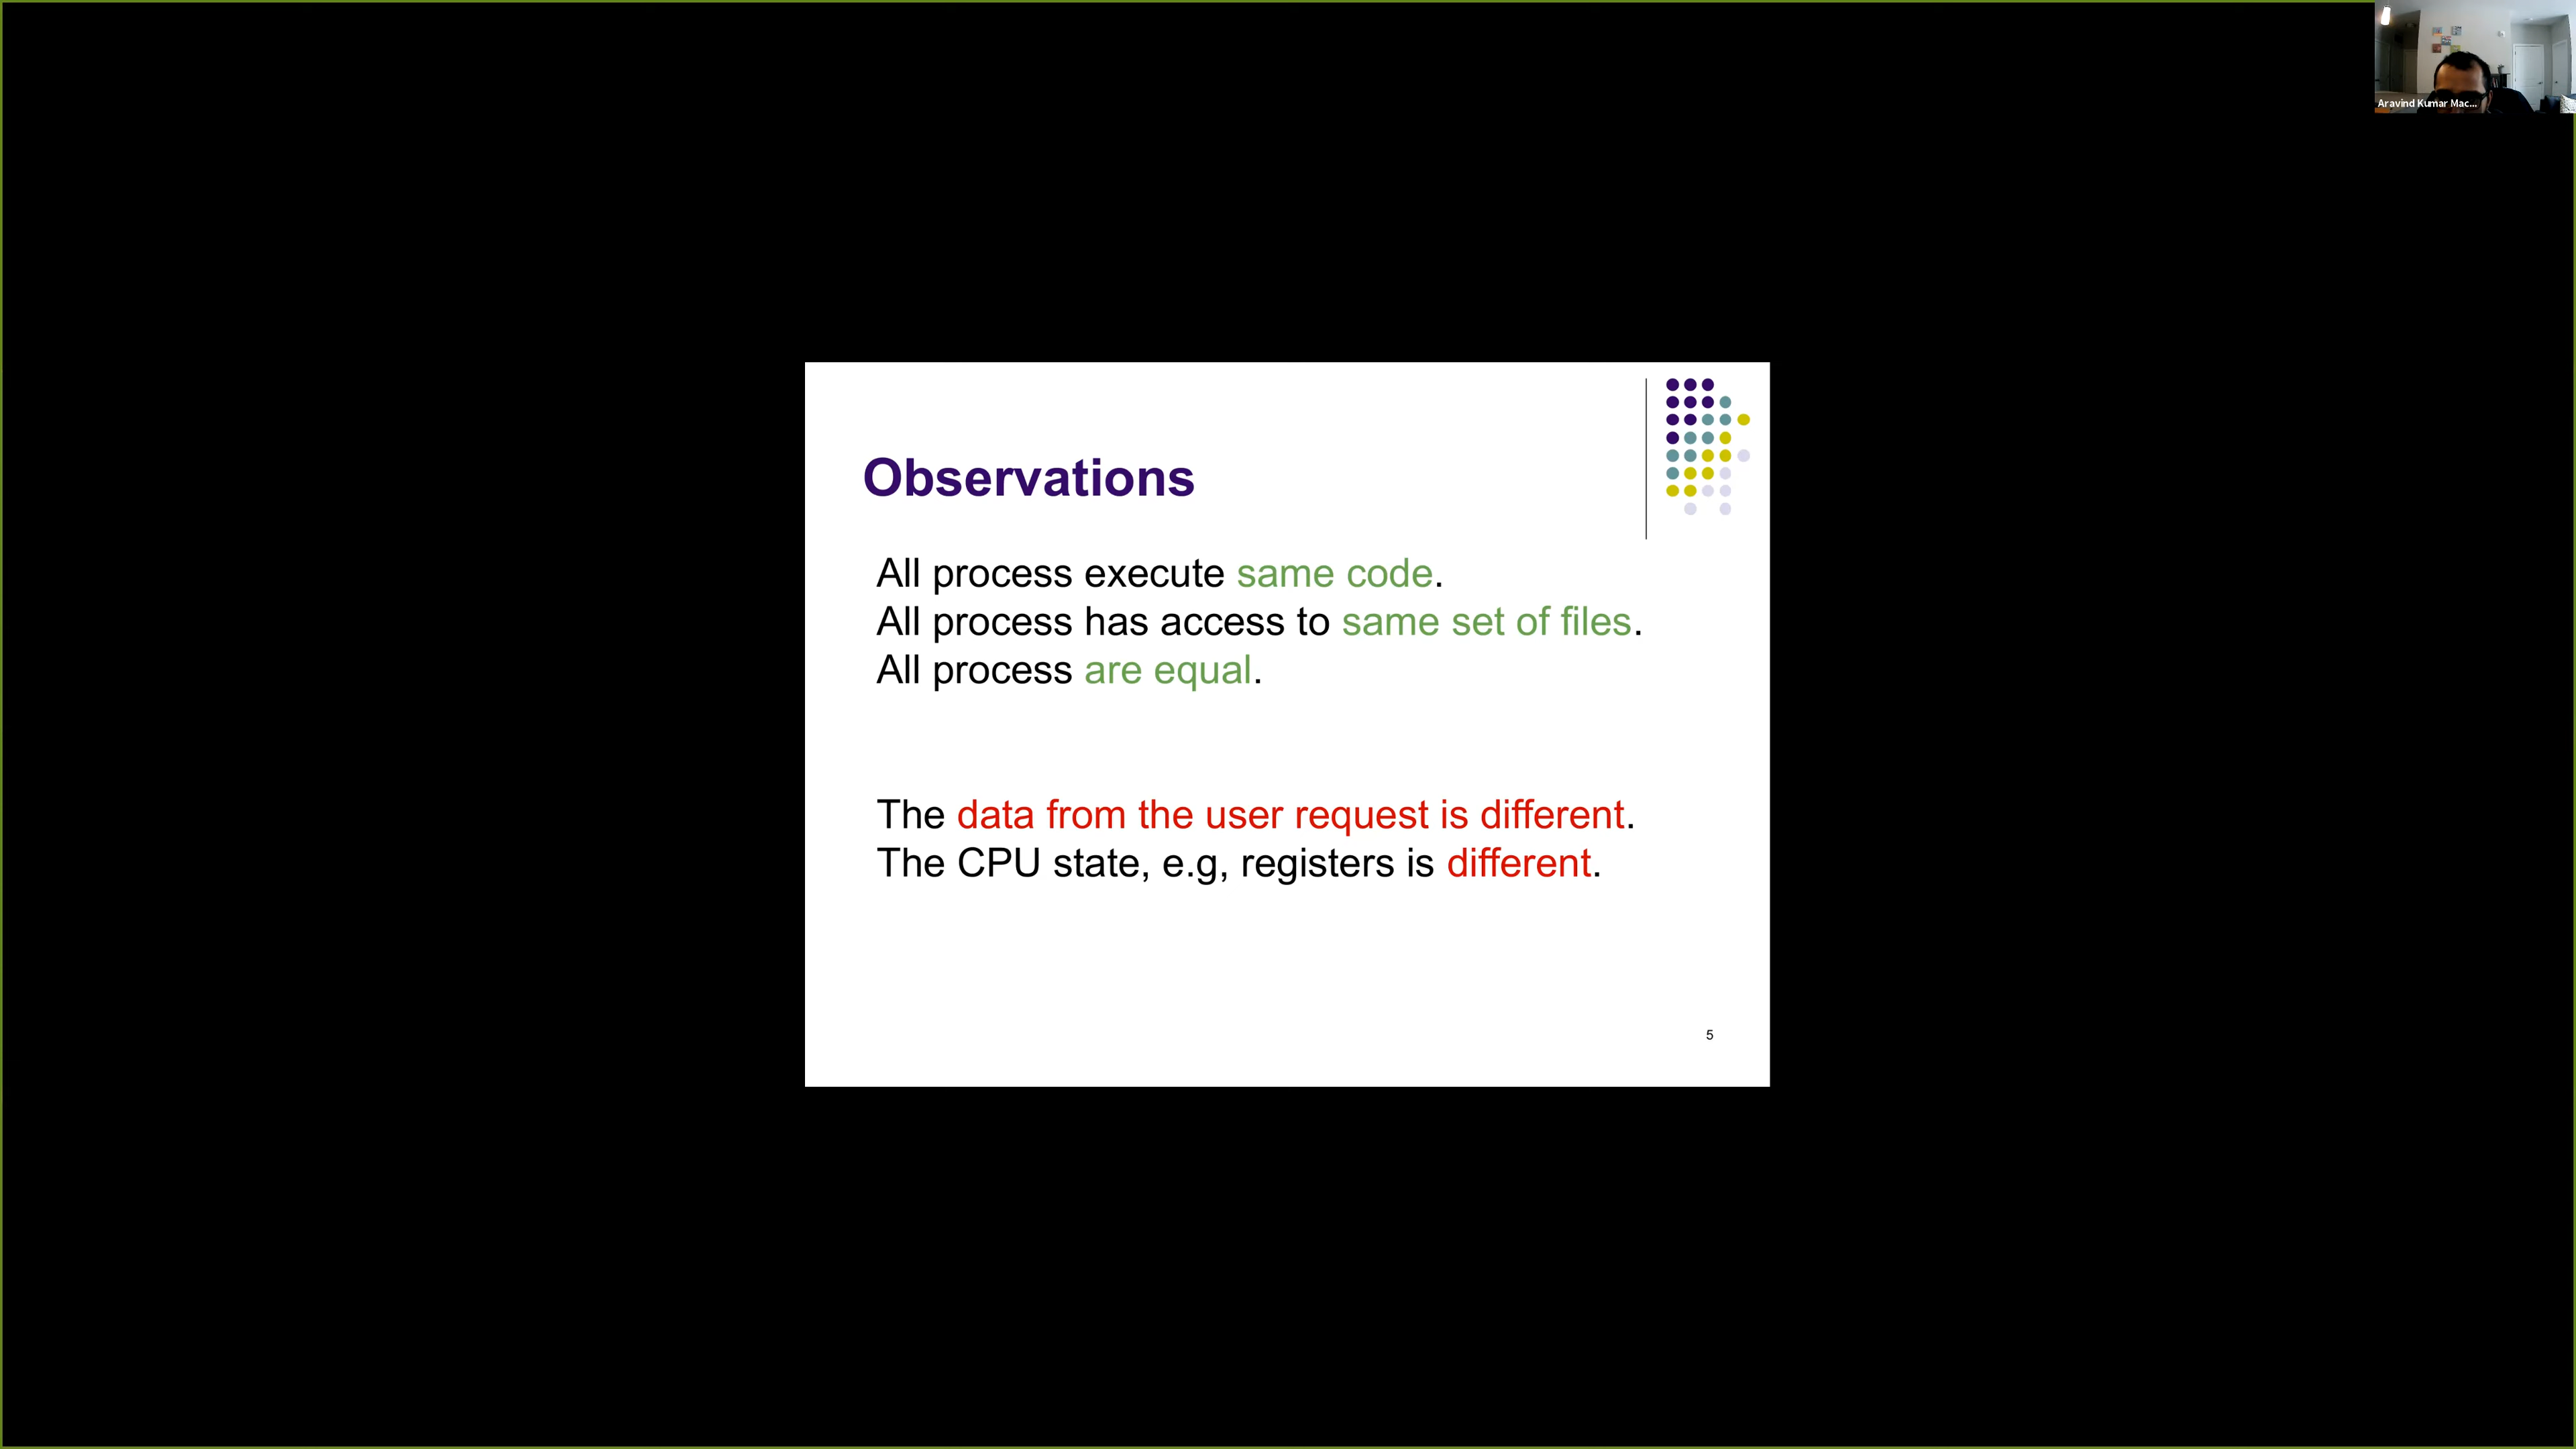 Aravind Kumar Mac...
Observations
All process execute same code.
All process has access to same set of files.
All process are equal.
The data from the user request is different.
The CPU state, e.g, registers is different.
5